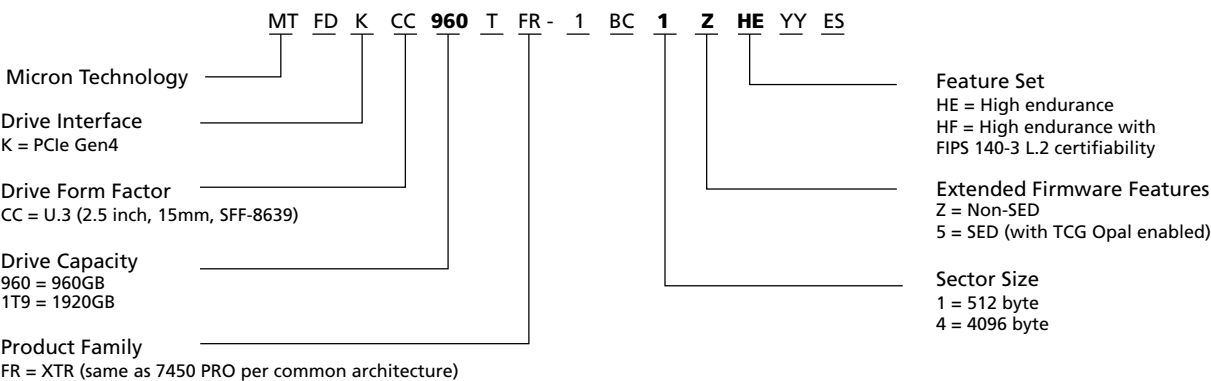 MT FD K CC 960 T FR - 1 BC 1 Z HE YY ES
Micron Technology
Drive Interface
K = PCIe Gen4
Drive Form Factor
CC = U.3 (2.5 inch, 15mm, SFF-8639)
Drive Capacity
960 = 960GB
1T9 = 1920GB
Product Family
FR = XTR (same as 7450 PRO per common architecture)
Feature Set
HE = High endurance
HF = High endurance with
FIPS 140-3 L.2 certifiability
Extended Firmware Features
Z = Non-SED
5 = SED (with TCG Opal enabled)
Sector Size
1 = 512 byte
4 = 4096 byte